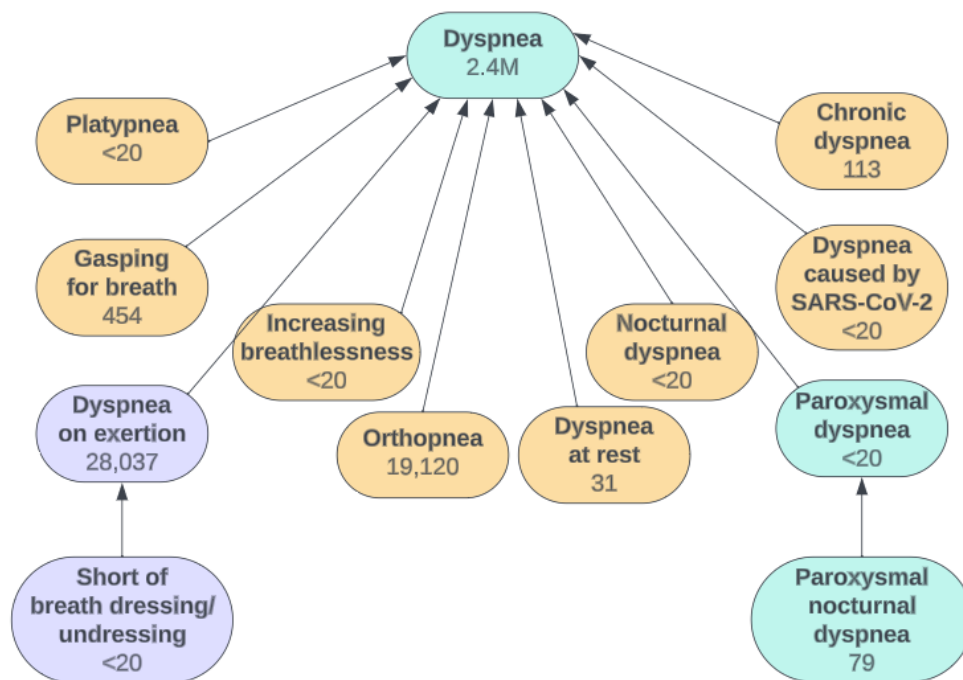 Dyspnea
2.4M
Platypnea
<20
Chronic
dyspnea
113
Gasping
for breath
454
Dyspnea
caused by
SARS-CoV-2
<20
Increasing
breathlessness
<20
Nocturnal
dyspnea
<20
Dyspnea
on exertion
28,037
Orthopnea
19,120
Dyspnea
at rest
31
Paroxysmal
dyspnea
<20
Short of
breath dressing/
undressing
<20
Paroxysmal
nocturnal
dyspnea
79